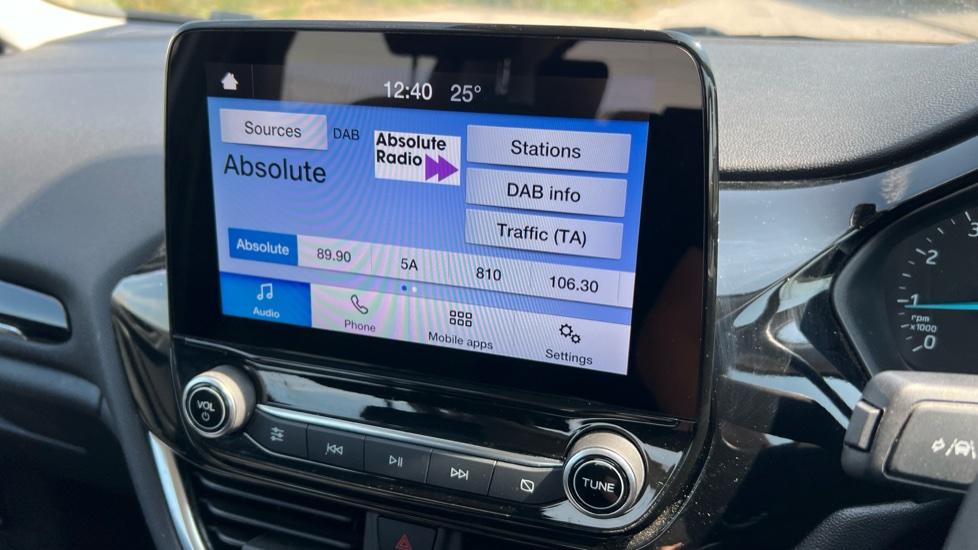 12:40 25°
Sources DAB
Absolute
Radio
Stations
Absolute
DAB info
Traffic (TA)
Absolute 89.90 5A 810 106.30
Audio Phone Mobile apps Settings
VOL
TUNE
3
2
1
rpm
x1000
0